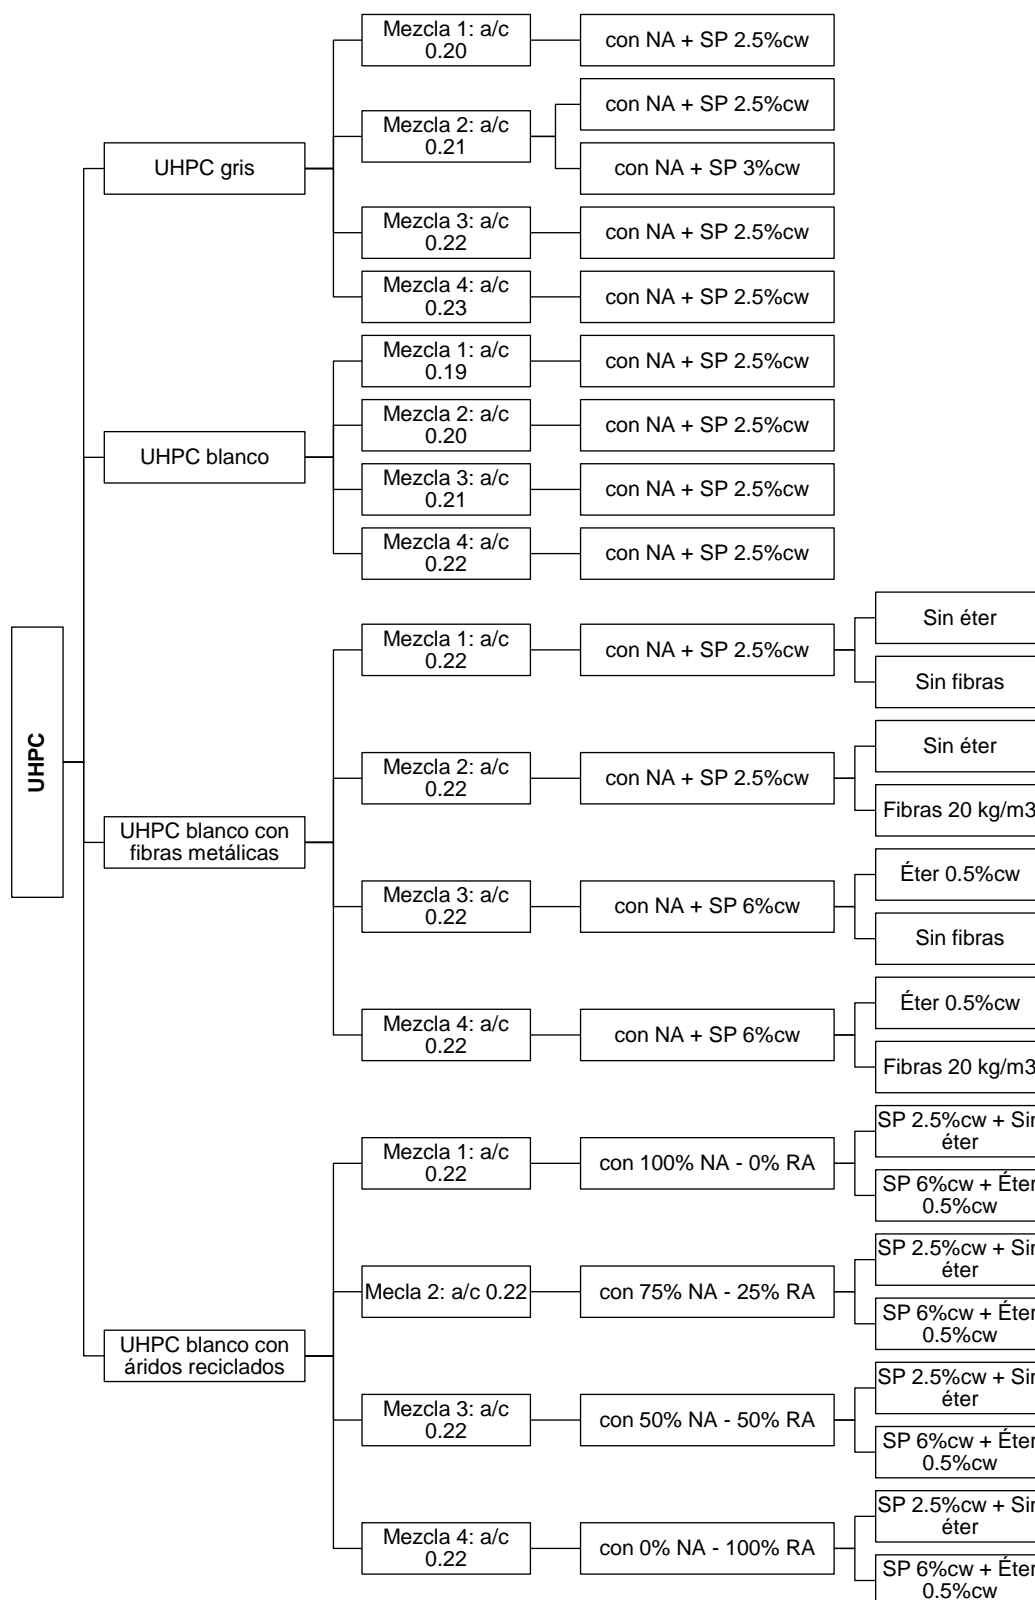 UHPC
UHPC gris
Mezcla 1: a/c
0.20
con NA + SP 2.5%cw
Mezcla 2: a/c
0.21
con NA + SP 2.5%cw
con NA + SP 3%cw
Mezcla 3: a/c
0.22
con NA + SP 2.5%cw
Mezcla 4: a/c
0.23
con NA + SP 2.5%cw
UHPC blanco
Mezcla 1: a/c
0.19
con NA + SP 2.5%cw
Mezcla 2: a/c
0.20
con NA + SP 2.5%cw
Mezcla 3: a/c
0.21
con NA + SP 2.5%cw
Mezcla 4: a/c
0.22
con NA + SP 2.5%cw
UHPC blanco con
fibras metálicas
Mezcla 1: a/c
0.22
con NA + SP 2.5%cw
Sin éter
Sin fibras
Mezcla 2: a/c
0.22
con NA + SP 2.5%cw
Sin éter
Fibras 20 kg/m3
Mezcla 3: a/c
0.22
con NA + SP 6%cw
Éter 0.5%cw
Sin fibras
Mezcla 4: a/c
0.22
con NA + SP 6%cw
Éter 0.5%cw
Fibras 20 kg/m3
UHPC blanco con
áridos reciclados
Mezcla 1: a/c
0.22
con 100% NA - 0% RA
SP 2.5%cw + Sin
éter
SP 6%cw + Éter
0.5%cw
Mecla 2: a/c 0.22
con 75% NA - 25% RA
SP 2.5%cw + Sin
éter
SP 6%cw + Éter
0.5%cw
Mezcla 3: a/c
0.22
con 50% NA - 50% RA
SP 2.5%cw + Sin
éter
SP 6%cw + Éter
0.5%cw
Mezcla 4: a/c
0.22
con 0% NA - 100% RA
SP 2.5%cw + Sin
éter
SP 6%cw + Éter
0.5%cw